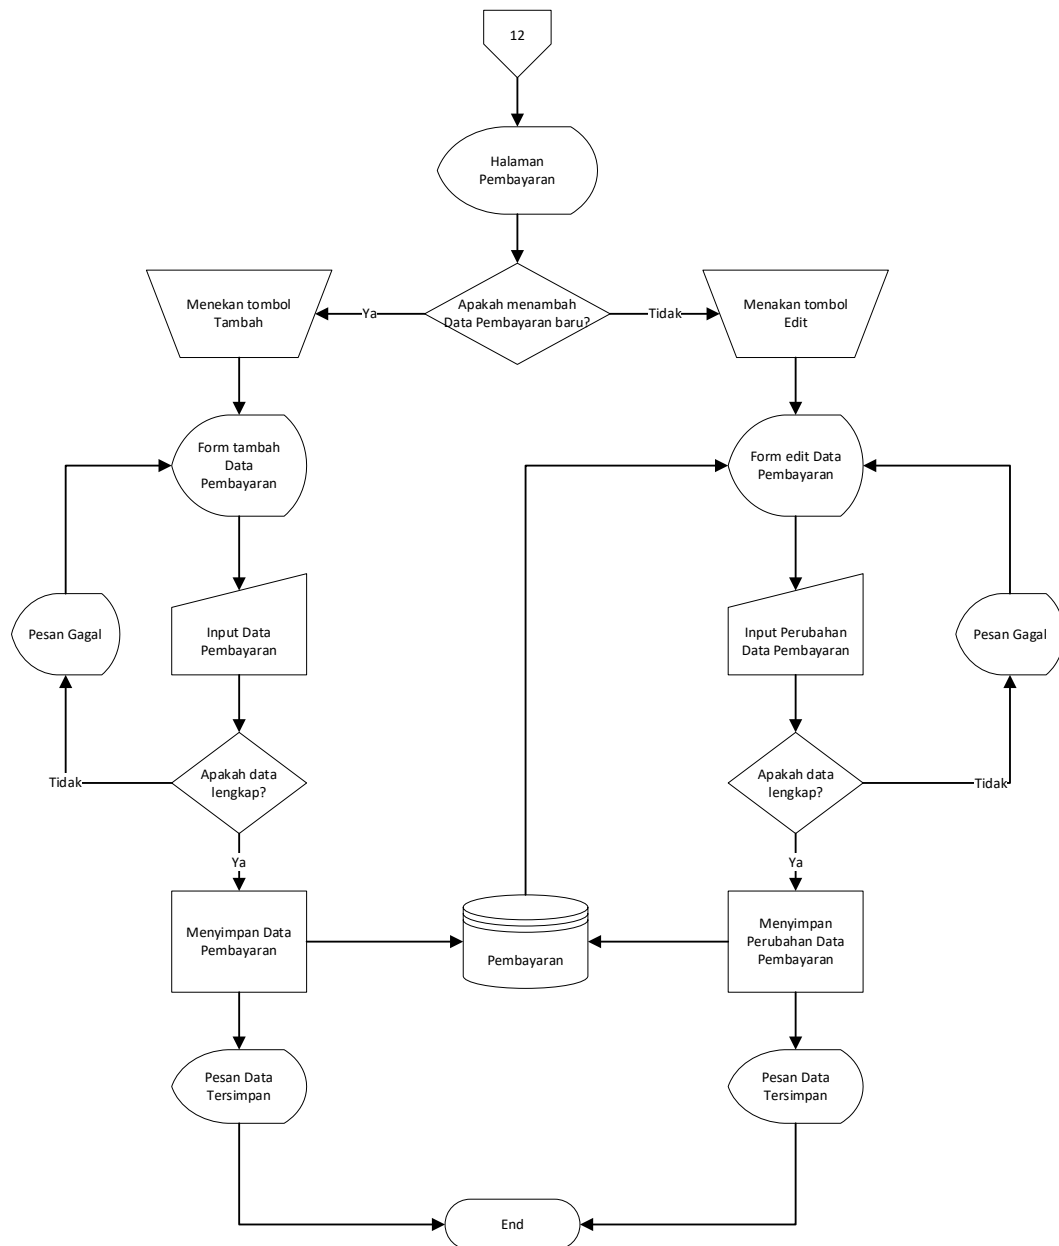 12
Halaman
Pembayaran
Apakah menambah
Data Pembayaran baru?
Ya
Tidak
Menekan tombol
Tambah
Menakan tombol
Edit
Form tambah
Data
Pembayaran
Form edit Data
Pembayaran
Pesan Gagal
Input Data
Pembayaran
Input Perubahan
Data Pembayaran
Pesan Gagal
Tidak
Apakah data
lengkap?
Apakah data
lengkap?
Tidak
Ya
Ya
Menyimpan Data
Pembayaran
Pembayaran
Menyimpan
Perubahan Data
Pembayaran
Pesan Data
Tersimpan
Pesan Data
Tersimpan
End